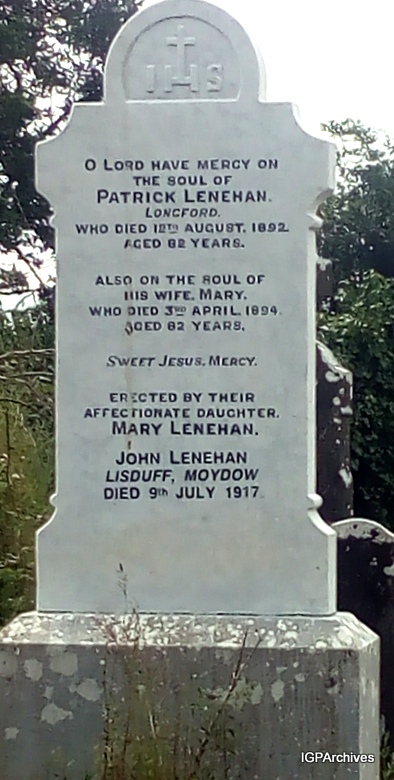 IHS
O LORD HAVE MERCY ON
THE SOUL OF
PATRICK LENEHAN.
LONGFORD.
WHO DIED 12TH AUGUST. 1892.
AGED 82 YEARS.
ALSO ON THE SOUL OF
HIS WIFE, MARY.
WHO DIED 3RD APRIL, 1894.
AGED 82 YEARS,
SWEET JESUS, MERCY.
ERECTED BY THEIR
AFFECTIONATE DAUGHTER.
MARY LENEHAN.
JOHN LENEHAN
LISDUFF, MOYDOW
DIED 9th JULY 1917
IGPArchives